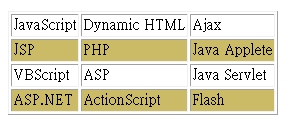 JavaScript Dynamic HTML Ajax
JSP PHP Java Applete
VBScript ASP Java Servlet
ASP.NET ActionScript Flash